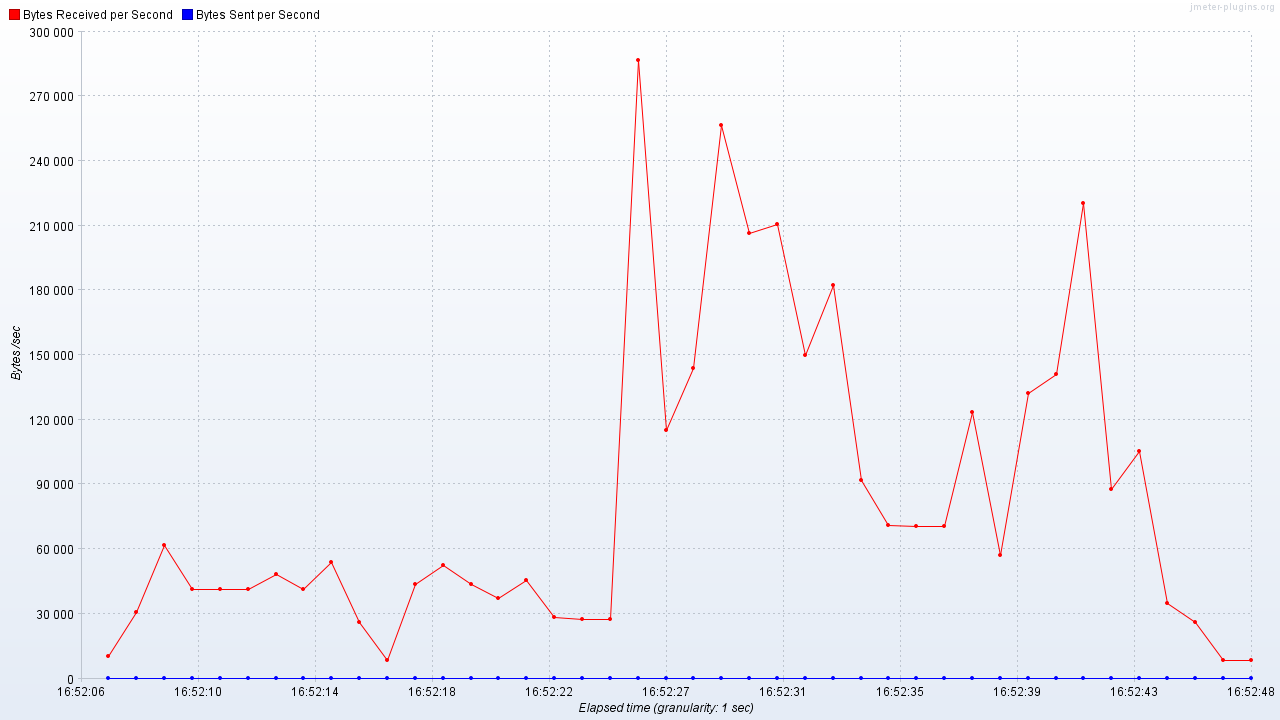 Bytes Received per Second Bytes Sent per Second
jmeter-plugins.org
300 000
270 000
240 000
210 000
180 000
150 000
120 000
90 000
60 000
30 000
0
Bytes /sec
16:52:06 16:52:10 16:52:14 16:52:18 16:52:22 16:52:27 16:52:31 16:52:35 16:52:39 16:52:43 16:52:48
Elapsed time (granularity: 1 sec)